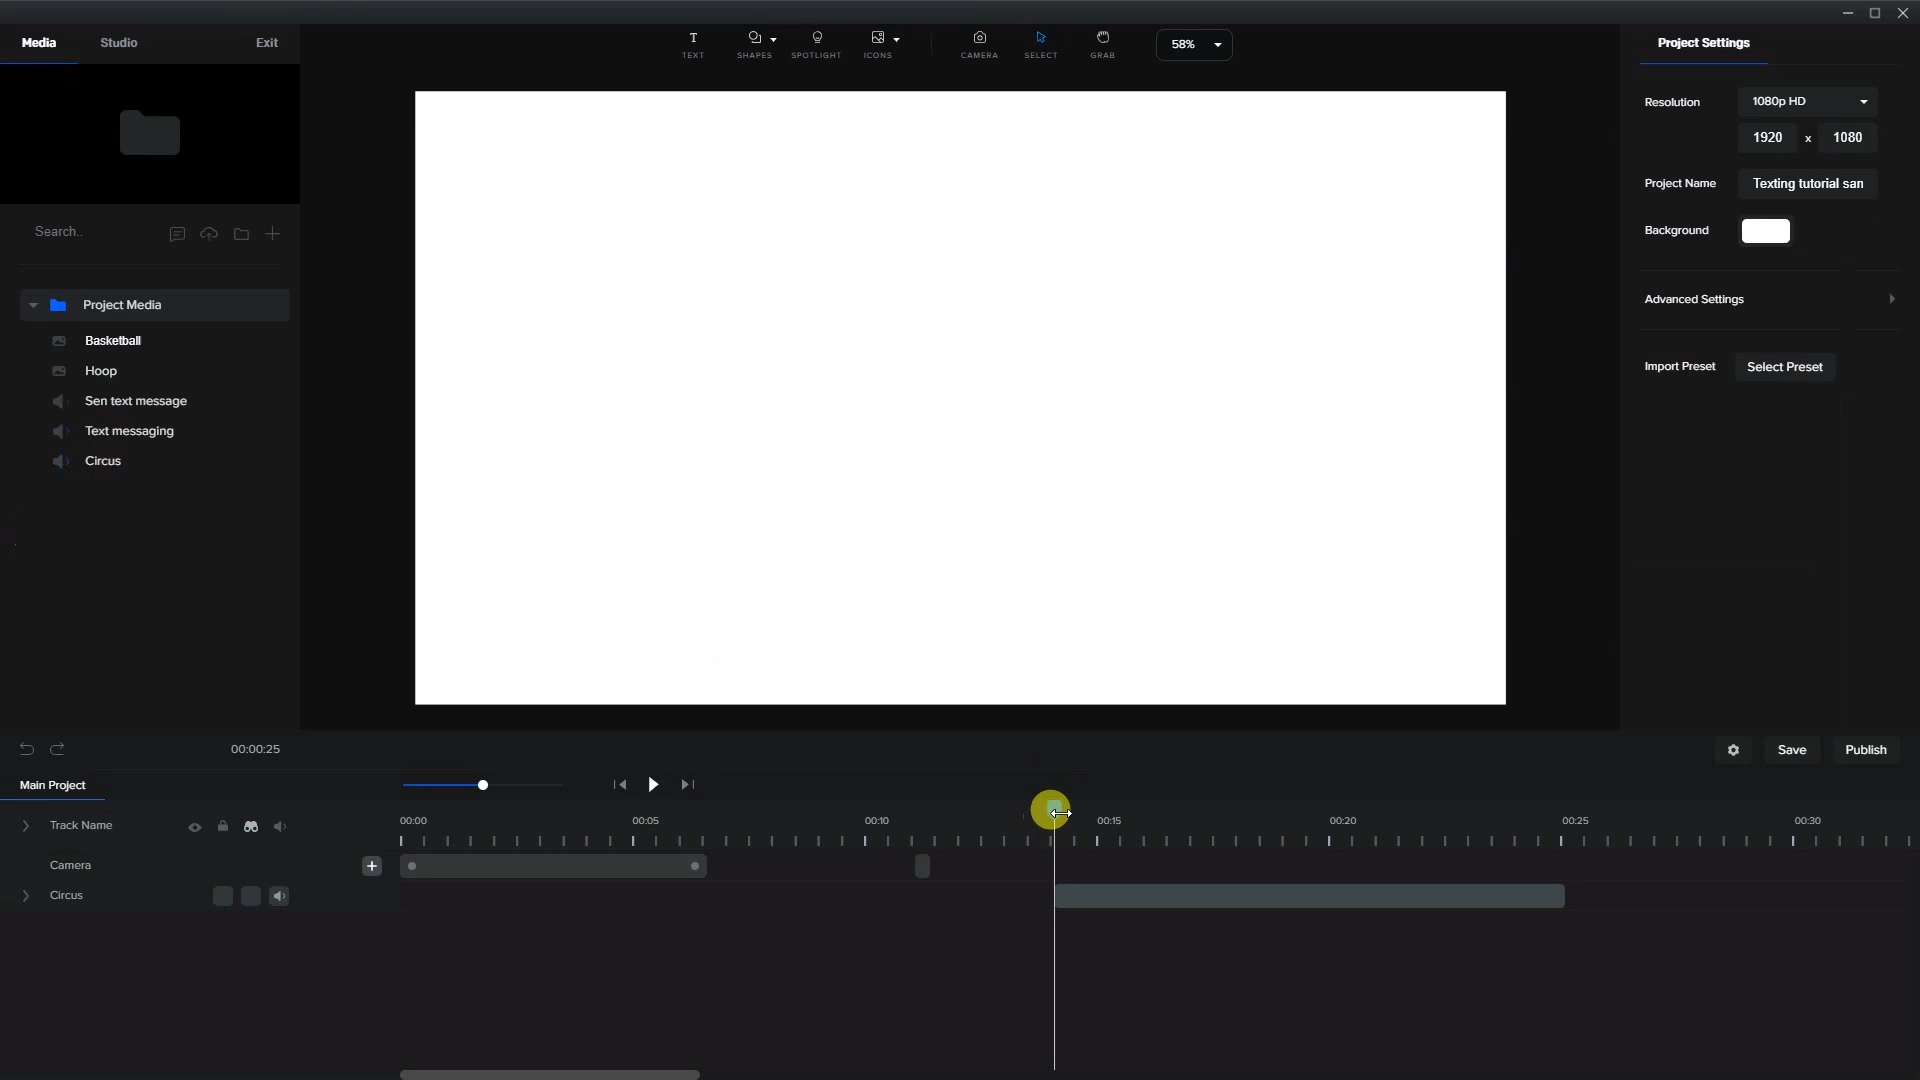 Media Studio Exit
TEXT SHAPES SPOTLIGHT ICONS CAMERA SELECT GRAB 58%
Project Settings
Resolution 1080p HD
1920 x 1080
Project Name Texting tutorial san
Background
Advanced Settings
Import Preset Select Preset
Search..
Project Media
Basketball
Hoop
Sen text message
Text messaging
Circus
00:00:25
Save Publish
Main Project
Track Name
00:00 00:05 00:10 00:15 00:20 00:25 00:30
Camera
Circus